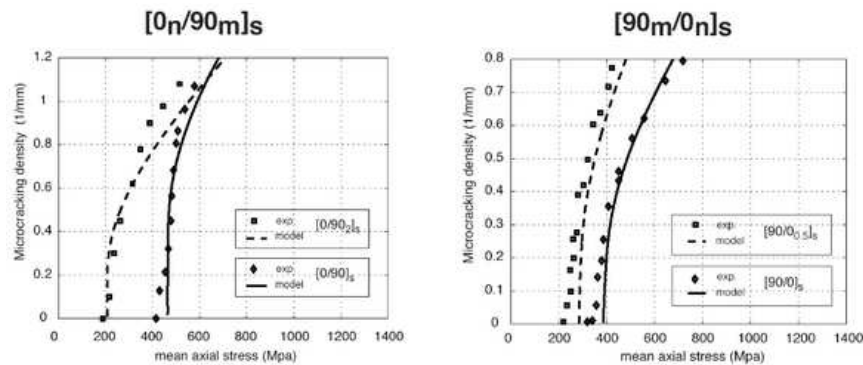 [0n/90m]s
1.2
1
0.8
0.6
0.4
0.2
0
Microcracking density (1/mm)
exp.
model
[0/90₂]s
exp.
model
[0/90]s
0 200 400 600 800 1000 1200 1400
mean axial stress (Mpa)
[90m/0n]s
0.8
0.7
0.6
0.5
0.4
0.3
0.2
0.1
0
Microcracking density (1/mm)
exp.
model
[90/0₀.₅]s
exp.
model
[90/0]s
0 200 400 600 800 1000 1200 1400
mean axial stress (Mpa)